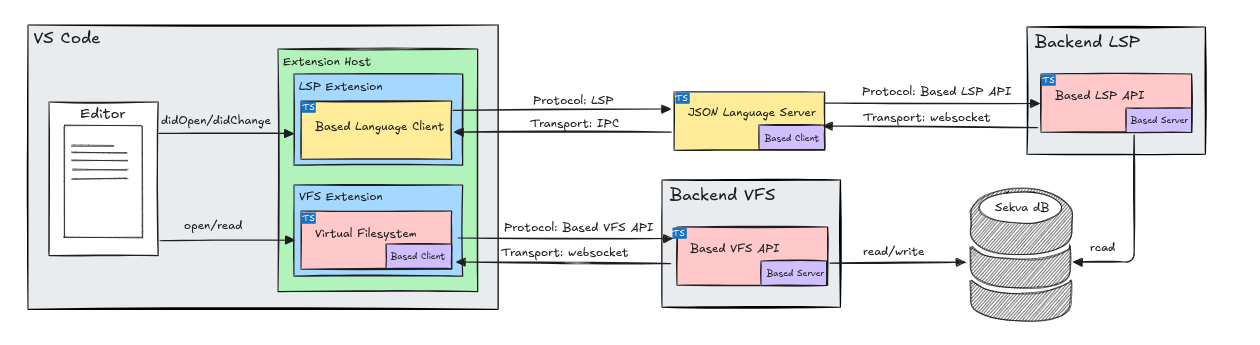 VS Code
Editor
didOpen/didChange
open/read
Extension Host
LSP Extension
TS
Based Language Client
VFS Extension
TS
Virtual Filesystem
Based Client
Protocol: LSP
Transport: IPC
TS
JSON Language Server
Based Client
Protocol: Based LSP API
Transport: websocket
Backend LSP
TS
Based LSP API
Based Server
Protocol: Based VFS API
Transport: websocket
Backend VFS
TS
Based VFS API
Based Server
read/write
Sekva dB
read